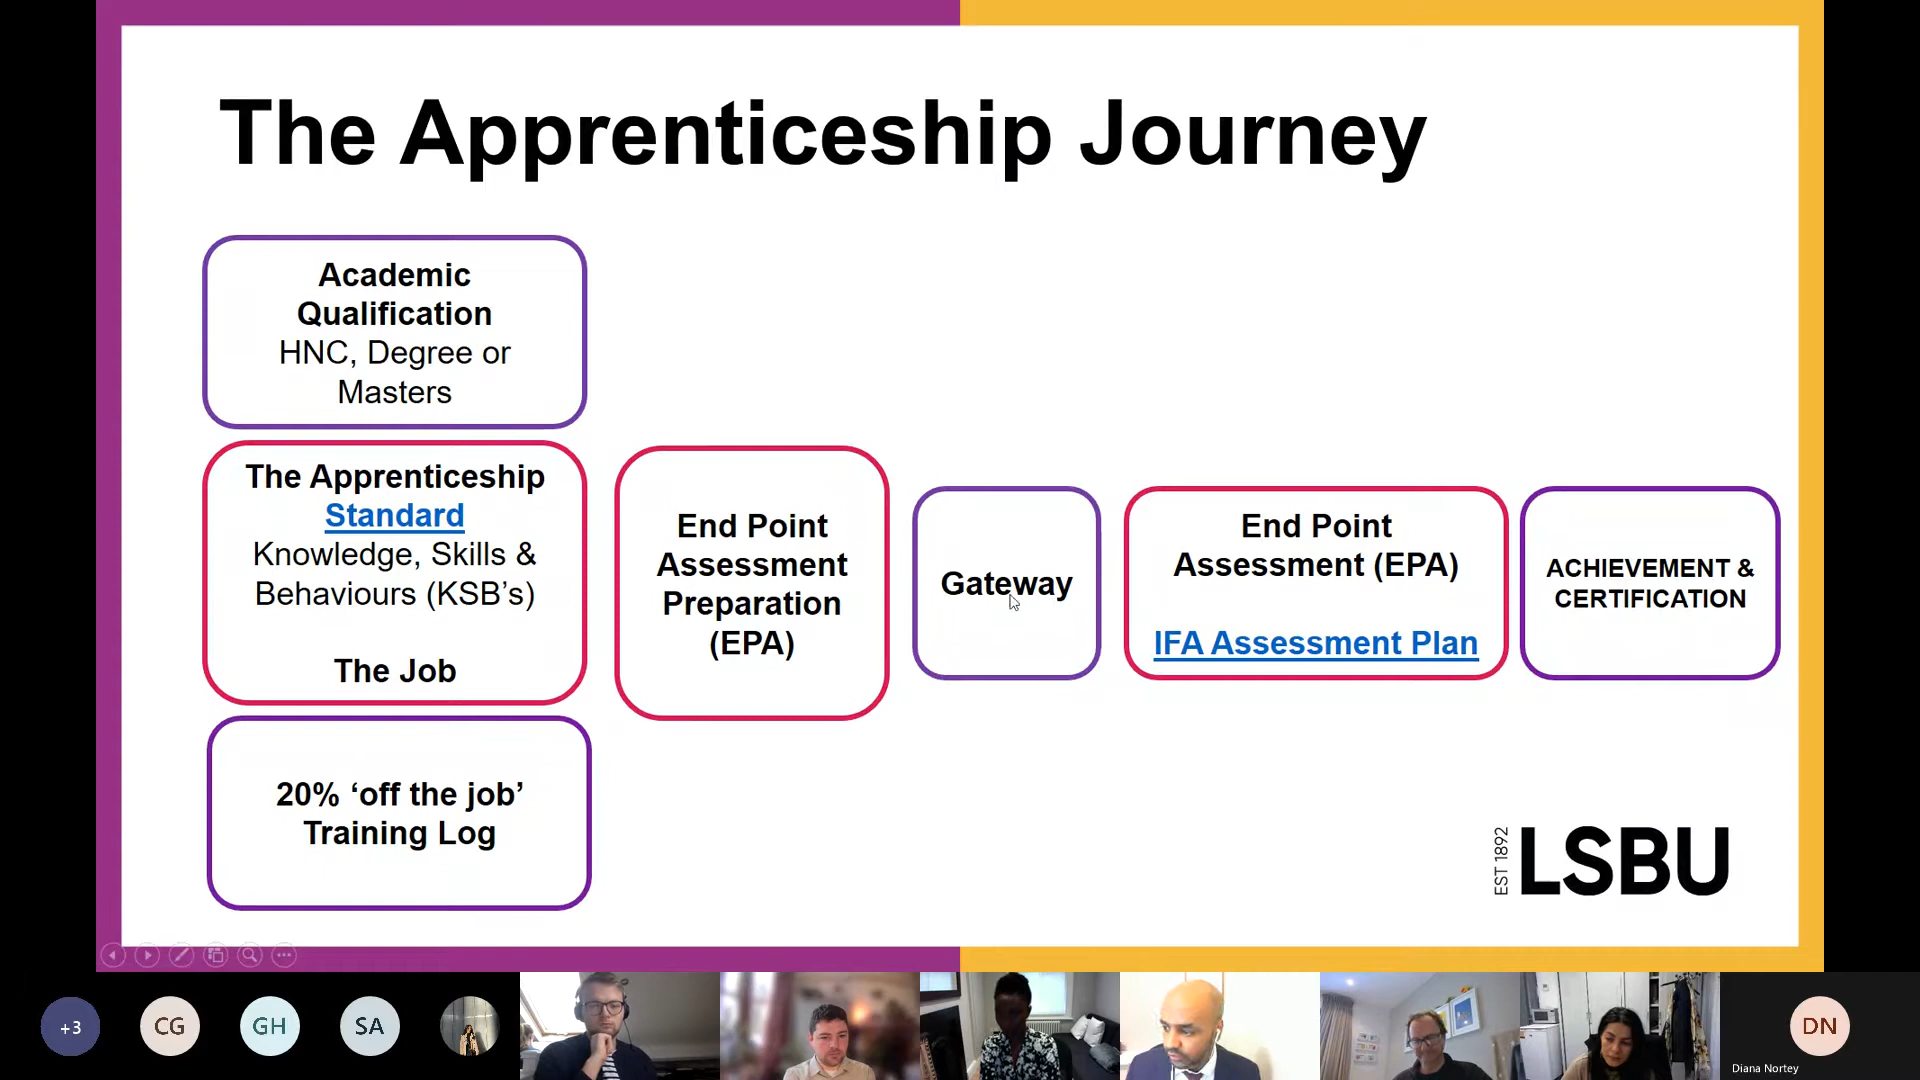 The Apprenticeship Journey
Academic
Qualification
HNC, Degree or
Masters
The Apprenticeship
Standard
Knowledge, Skills &
Behaviours (KSB’s)
The Job
20% ‘off the job’
Training Log
End Point
Assessment
Preparation
(EPA)
Gateway
End Point
Assessment (EPA)
IFA Assessment Plan
ACHIEVEMENT &
CERTIFICATION
EST 1892
LSBU
+3
CG
GH
SA
DN
Diana Nortey